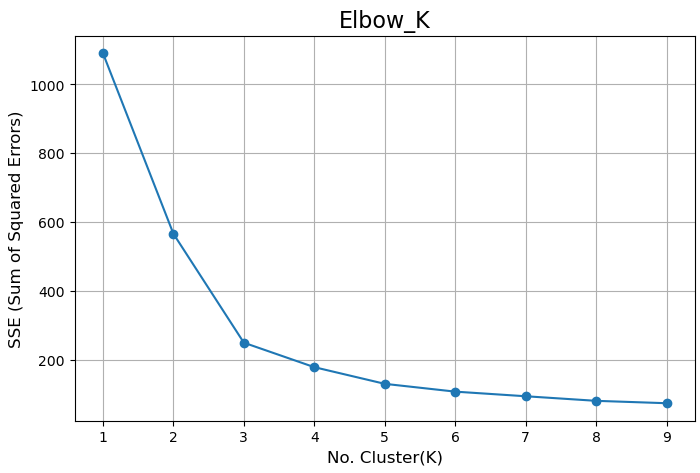 Elbow_K
SSE (Sum of Squared Errors)
1000
800
600
400
200
1 2 3 4 5 6 7 8 9
No. Cluster(K)